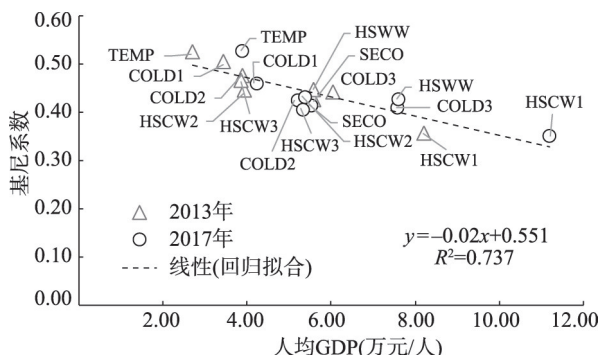 0.60
0.50
0.40
0.30
0.20
0.10
0.00
基尼系数
TEMP
COLD1
COLD2
HSCW2
HSCW3
TEMP
COLD1
HSWW
SECO
COLD3
HSWW
COLD3
HSCW1
SECO
HSCW2
HSCW3
COLD2
HSCW1
2013年
2017年
线性(回归拟合)
y=–0.02x+0.551
R²=0.737
2.00 4.00 6.00 8.00 10.00 12.00
人均GDP(万元/人)